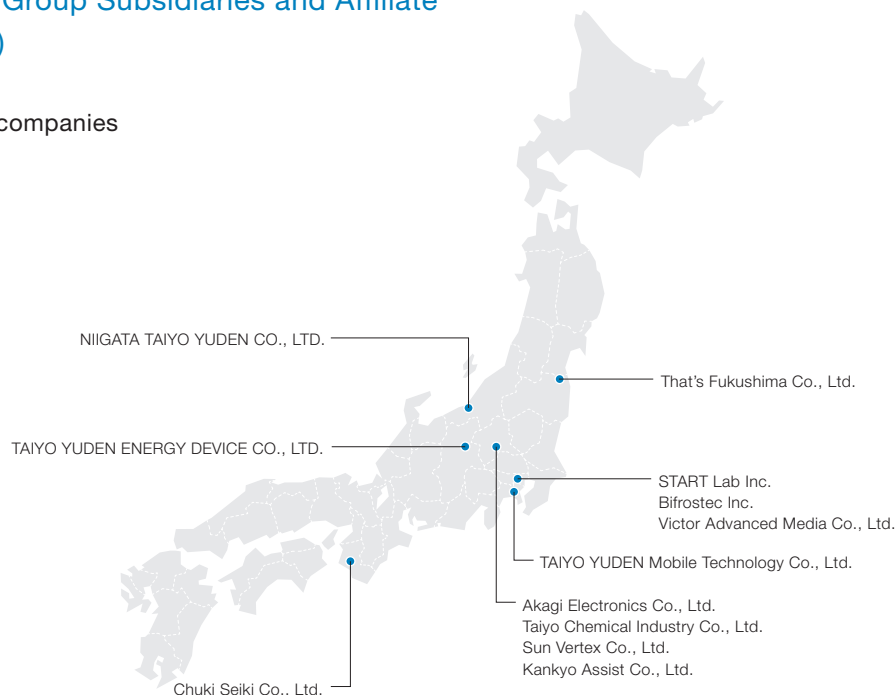 Group Subsidiaries and Affiliate
)
companies
NIIGATA TAIYO YUDEN CO., LTD.
That's Fukushima Co., Ltd.
TAIYO YUDEN ENERGY DEVICE CO., LTD.
START Lab Inc.
Bifrostec Inc.
Victor Advanced Media Co., Ltd.
TAIYO YUDEN Mobile Technology Co., Ltd.
Akagi Electronics Co., Ltd.
Taiyo Chemical Industry Co., Ltd.
Sun Vertex Co., Ltd.
Kankyo Assist Co., Ltd.
Chuki Seiki Co., Ltd.